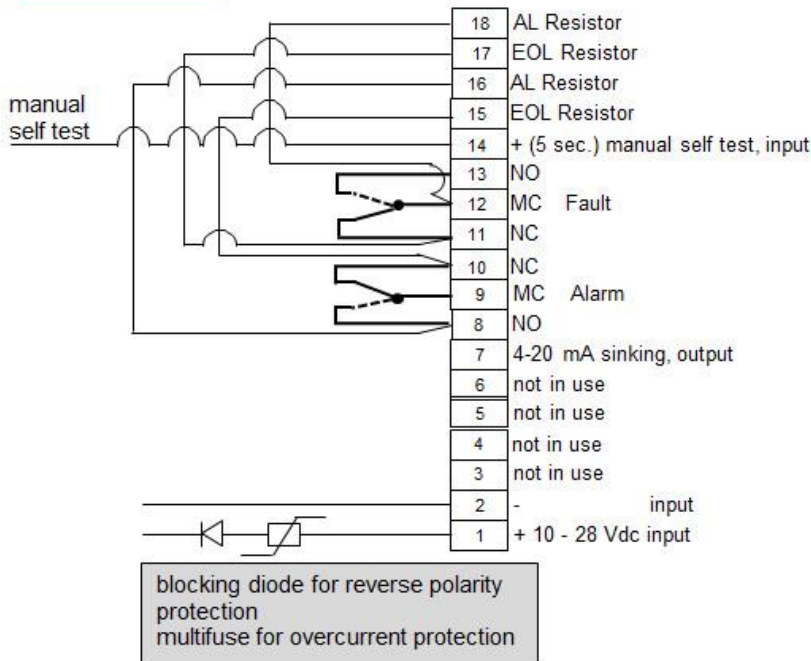 18 AL Resistor
17 EOL Resistor
16 AL Resistor
15 EOL Resistor
manual
self test
14 + (5 sec.) manual self test, input
13 NO
12 MC Fault
11 NC
10 NC
9 MC Alarm
8 NO
7 4-20 mA sinking, output
6 not in use
5 not in use
4 not in use
3 not in use
2 - input
1 + 10 - 28 Vdc input
blocking diode for reverse polarity
protection
multifuse for overcurrent protection